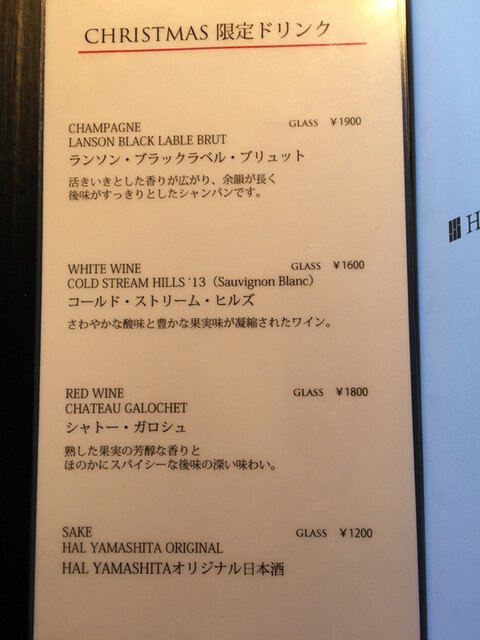 CHRISTMAS 限定ドリンク
CHAMPAGNE GLASS ¥1900
LANSON BLACK LABLE BRUT
ランソン・ブラックラベル・ブリュット
活きいきとした香りが広がり、余韻が長く
後味がすっきりとしたシャンパンです。
WHITE WINE GLASS ¥1600
COLD STREAM HILLS '13（Sauvignon Blanc）
コールド・ストリーム・ヒルズ
さわやかな酸味と豊かな果実味が凝縮されたワイン。
RED WINE GLASS ¥1800
CHATEAU GALOCHET
シャトー・ガロシュ
熟した果実の芳醇な香りと
ほのかにスパイシーな後味の深い味わい。
SAKE GLASS ¥1200
HAL YAMASHITA ORIGINAL
HAL YAMASHITAオリジナル日本酒
H